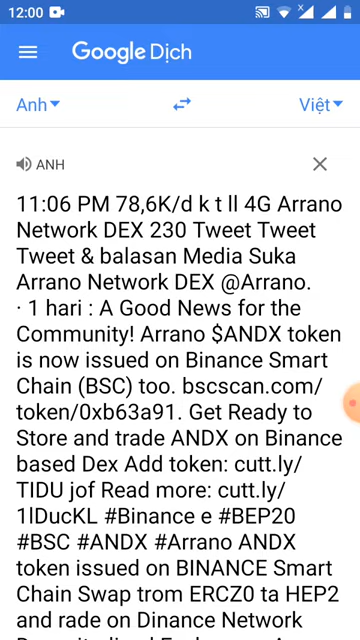 12:00
Google Dịch
Anh Việt
ANH
11:06 PM 78,6K/d k t ll 4G Arrano
Network DEX 230 Tweet Tweet
Tweet & balasan Media Suka
Arrano Network DEX @Arrano.
· 1 hari : A Good News for the
Community! Arrano $ANDX token
is now issued on Binance Smart
Chain (BSC) too. bscscan.com/
token/0xb63a91. Get Ready to
Store and trade ANDX on Binance
based Dex Add token: cutt.ly/
TIDU jof Read more: cutt.ly/
1lDucKL #Binance e #BEP20
#BSC #ANDX #Arrano ANDX
token issued on BINANCE Smart
Chain Swap trom ERCZ0 ta HEP2
and rade on Dinance Network